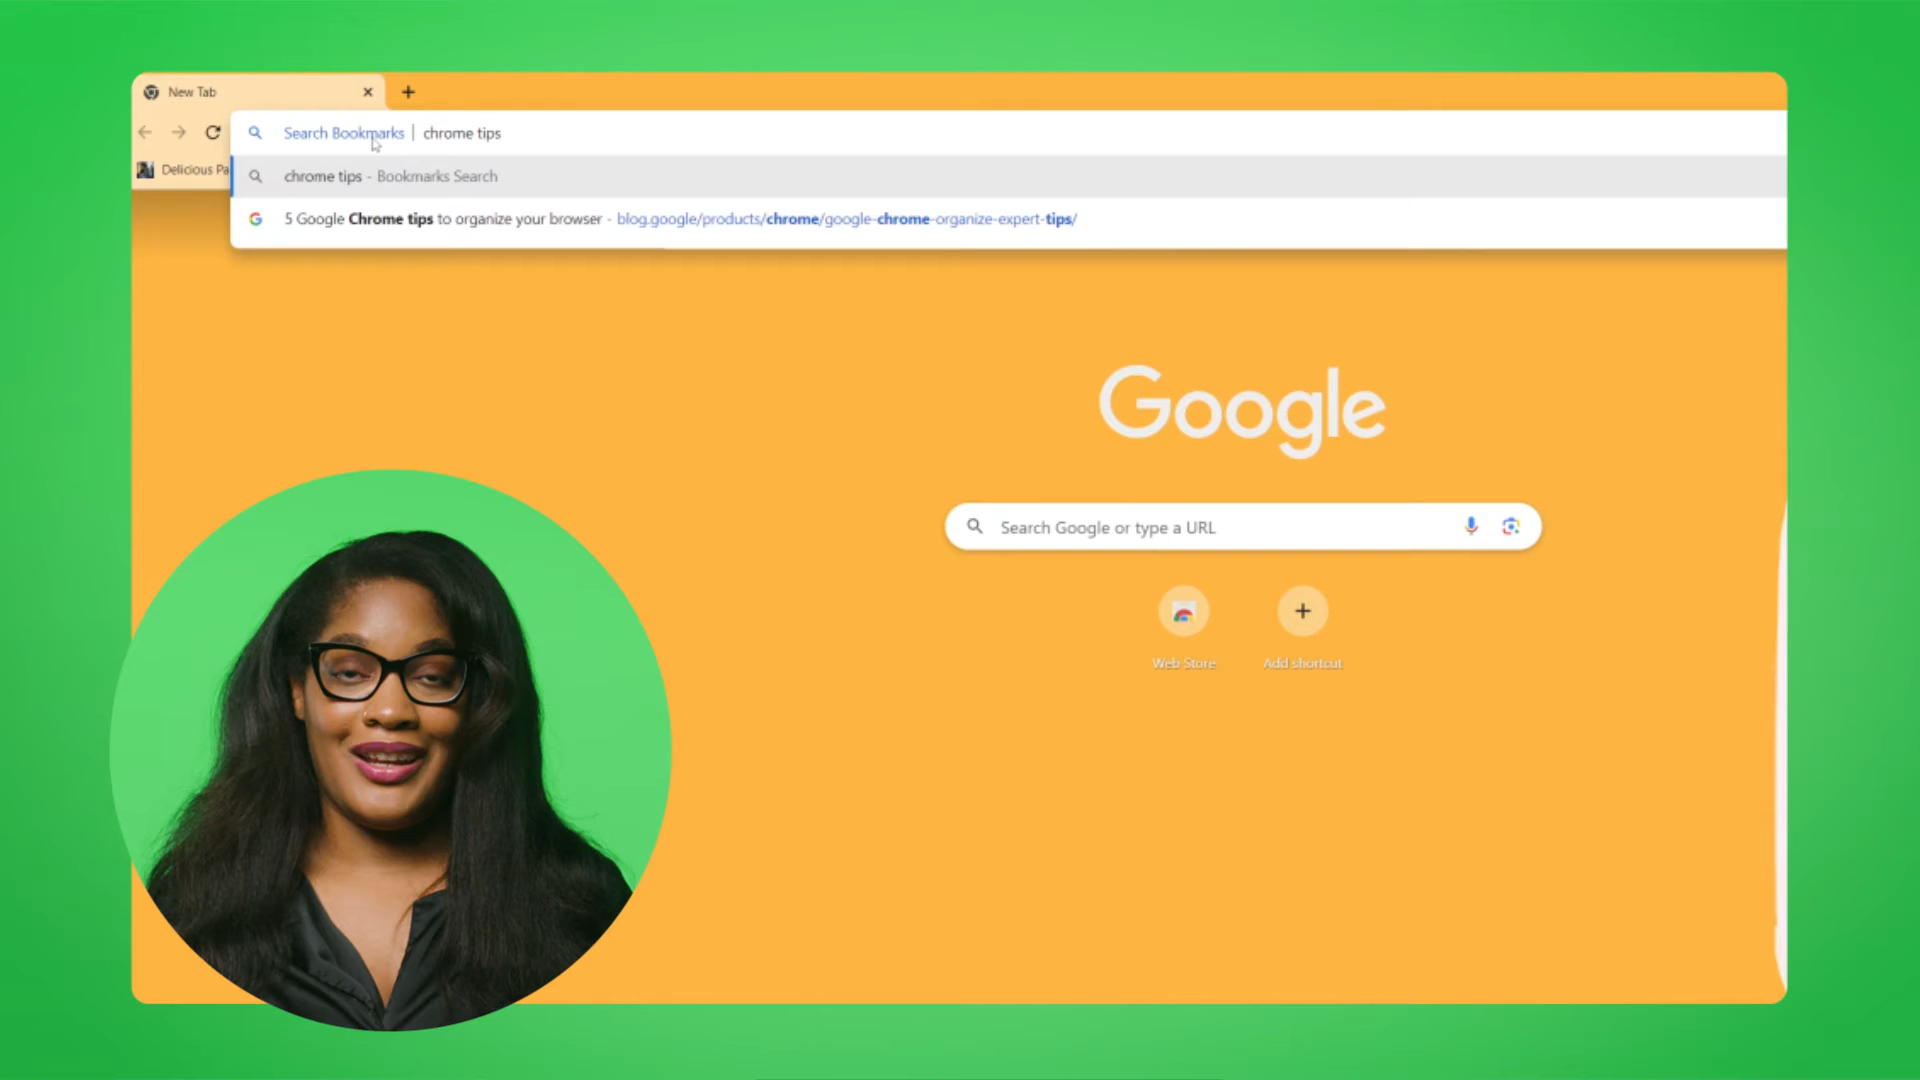 New Tab
Search Bookmarks | chrome tips
Delicious Pa
chrome tips - Bookmarks Search
5 Google Chrome tips to organize your browser - blog.google/products/chrome/google-chrome-organize-expert-tips/
Google
Search Google or type a URL
Web Store
Add shortcut